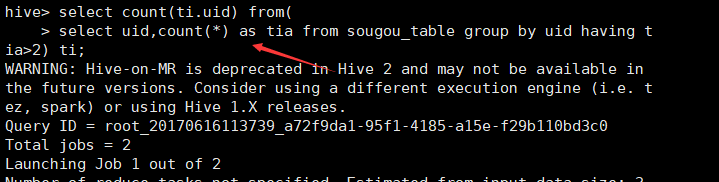 hive> select count(ti.uid) from(
    > select uid,count(*) as tia from sougou_table group by uid having t
ia>2) ti;
WARNING: Hive-on-MR is deprecated in Hive 2 and may not be available in
the future versions. Consider using a different execution engine (i.e. t
ez, spark) or using Hive 1.X releases.
Query ID = root_20170616113739_a72f9da1-95f1-4185-a15e-f29b110bd3c0
Total jobs = 2
Launching Job 1 out of 2
Number of reduce tasks not specified. Estimated from input data size: 2